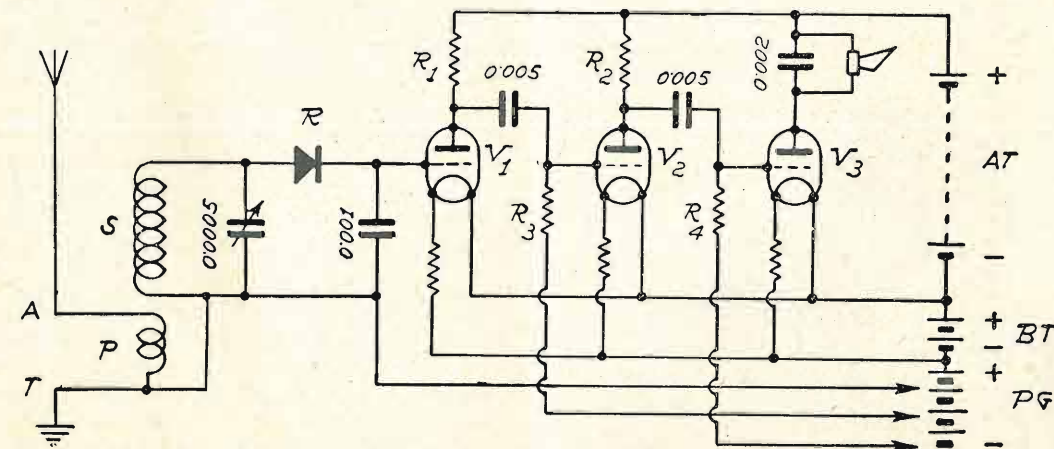 R1
0'005
R2
0'005
0'002
+
R
V1
V2
V3
AT
S
0'0005
0'001
R3
R4
−
A
+
BT
−
P
+
T
PG
−